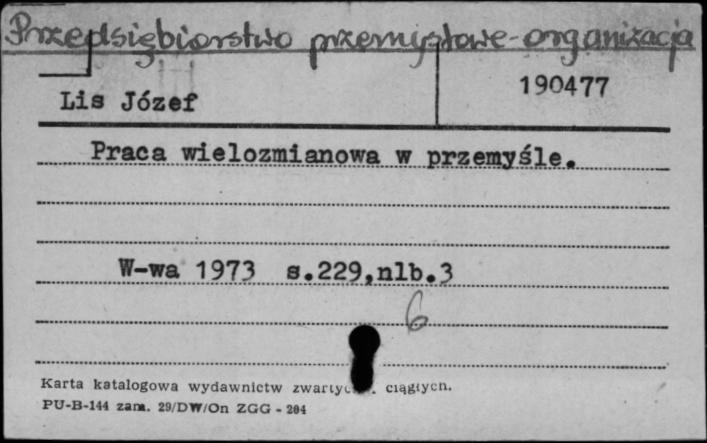 Przedsiębiorstwo przemysłowe - organizacja
190477
Lis Józef
Praca wielozmianowa w przemyśle.
W-wa 1973 s.229,nlb.3
6
Karta katalogowa wydawnictw ciągłych.
PU-B-144 zam. 29/DW/On ZGG - 204